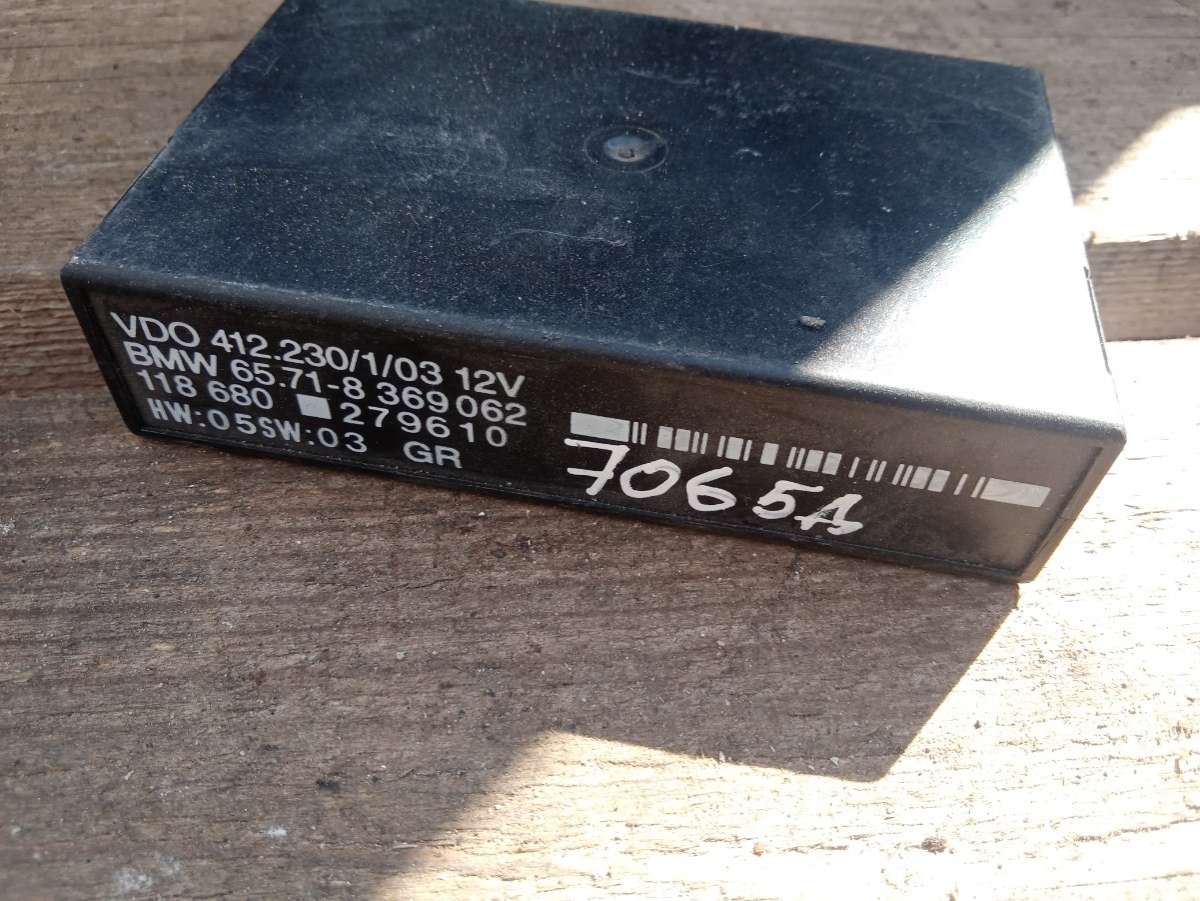 VDO 412.230/1/03 12V
BMW 65.71-8 369 062
118 680 279610
HW:05SW:03 GR
7065A